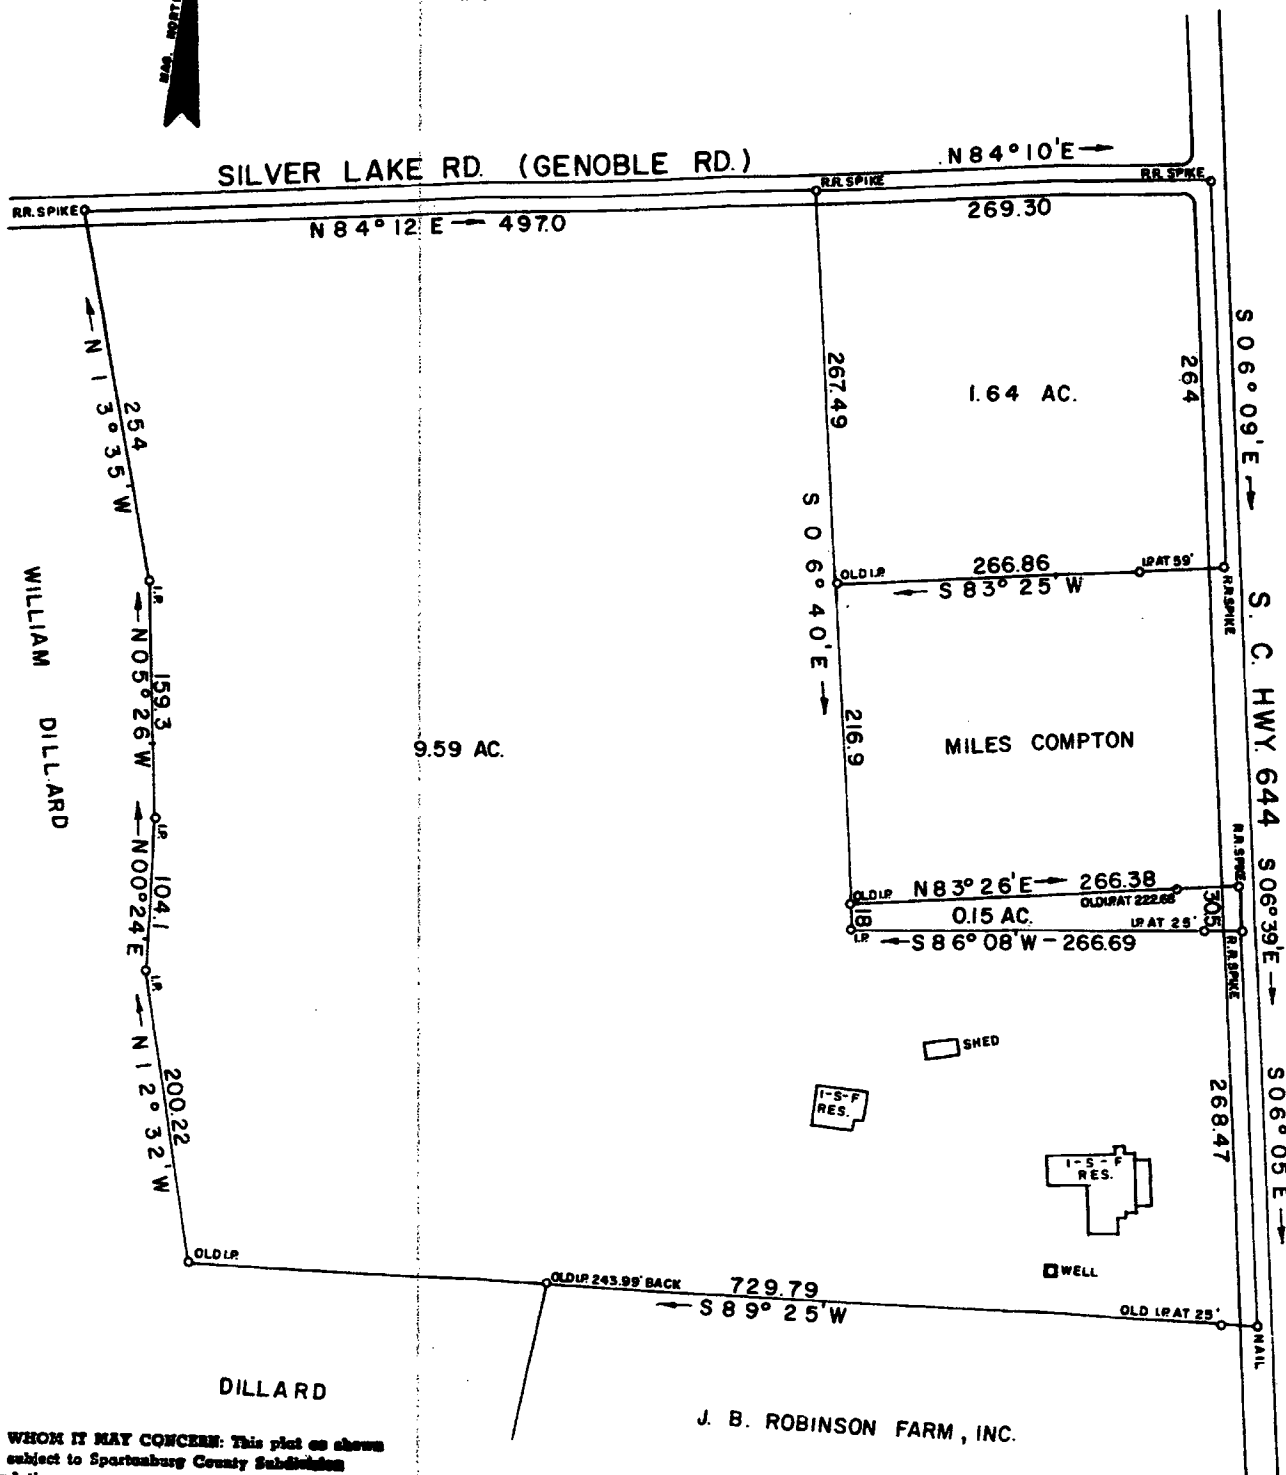 MAG. NORTH
SILVER LAKE RD. (GENOBLE RD.)
N 84° 10' E
R.R. SPIKE
R.R. SPIKE
R.R. SPIKE
N 84° 12' E 497.0
269.30
N 13° 35' W
254
267.49
1.64 AC.
264
S 06° 09' E
S 06° 40' E
OLD I.P.
266.86
I.P. AT 59'
S 83° 25' W
R.R. SPIKE
I.P.
WILLIAM DILLARD
N 05° 26' W
159.3
9.59 AC.
216.9
MILES COMPTON
S. C. HWY. 644
I.P.
N 00° 24' E
104.1
OLD I.P.
N 83° 26' E 266.38
OLD I.P. AT 222.68
R.R. SPIKE
18
0.15 AC.
I.P. AT 25'
30.5
S 06° 39' E
I.P.
S 86° 08' W - 266.69
R.R. SPIKE
I.P.
N 12° 32' W
200.22
SHED
1-S-F
RES.
268.47
S 06° 05' E
1-S-F
RES.
WELL
OLD I.P.
OLD I.P. 243.99' BACK
729.79
S 89° 25' W
OLD I.P. AT 25'
NAIL
DILLARD
J. B. ROBINSON FARM, INC.
WHOM IT MAY CONCERN: This plat as shown
subject to Spartanburg County Subdivision